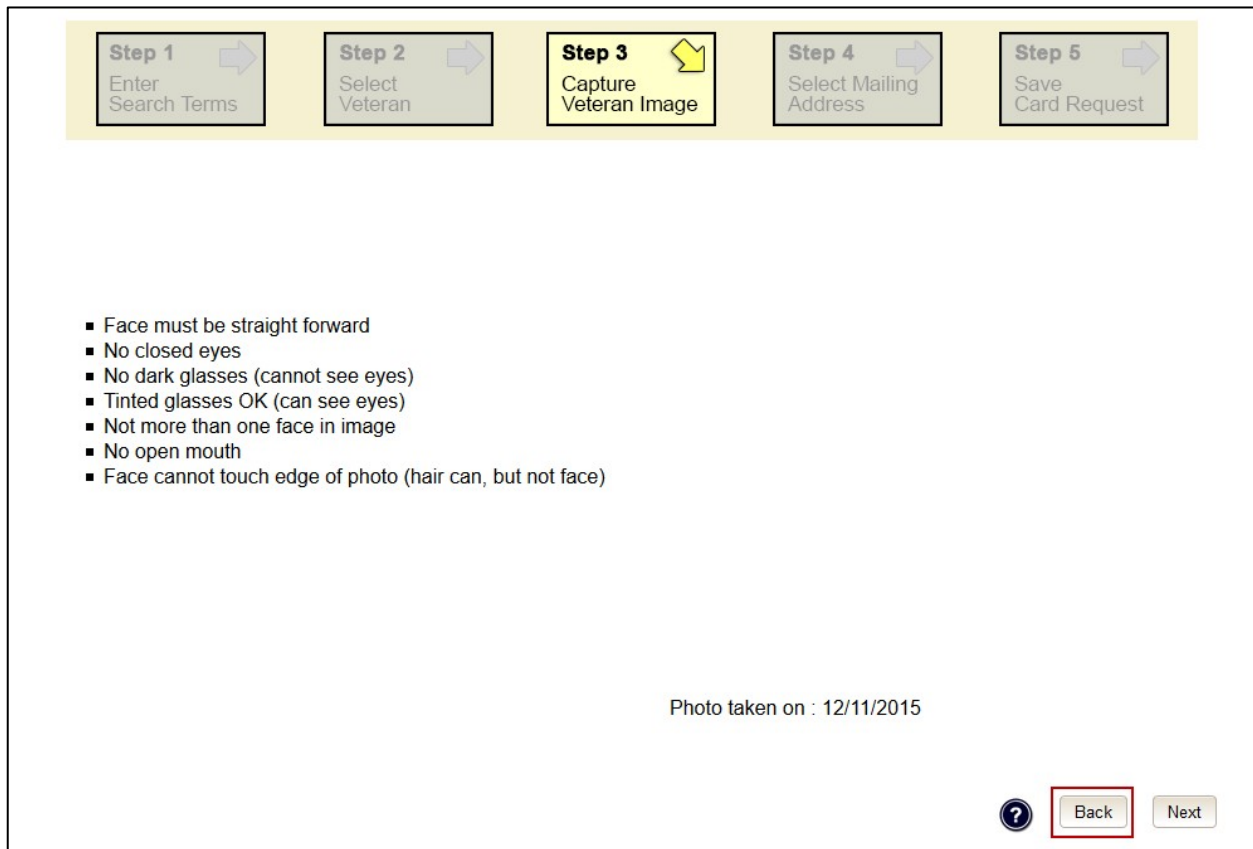 Step 1
Enter
Search Terms
Step 2
Select
Veteran
Step 3
Capture
Veteran Image
Step 4
Select Mailing
Address
Step 5
Save
Card Request
Face must be straight forward
No closed eyes
No dark glasses (cannot see eyes)
Tinted glasses OK (can see eyes)
Not more than one face in image
No open mouth
Face cannot touch edge of photo (hair can, but not face)
Photo taken on : 12/11/2015
? Back Next